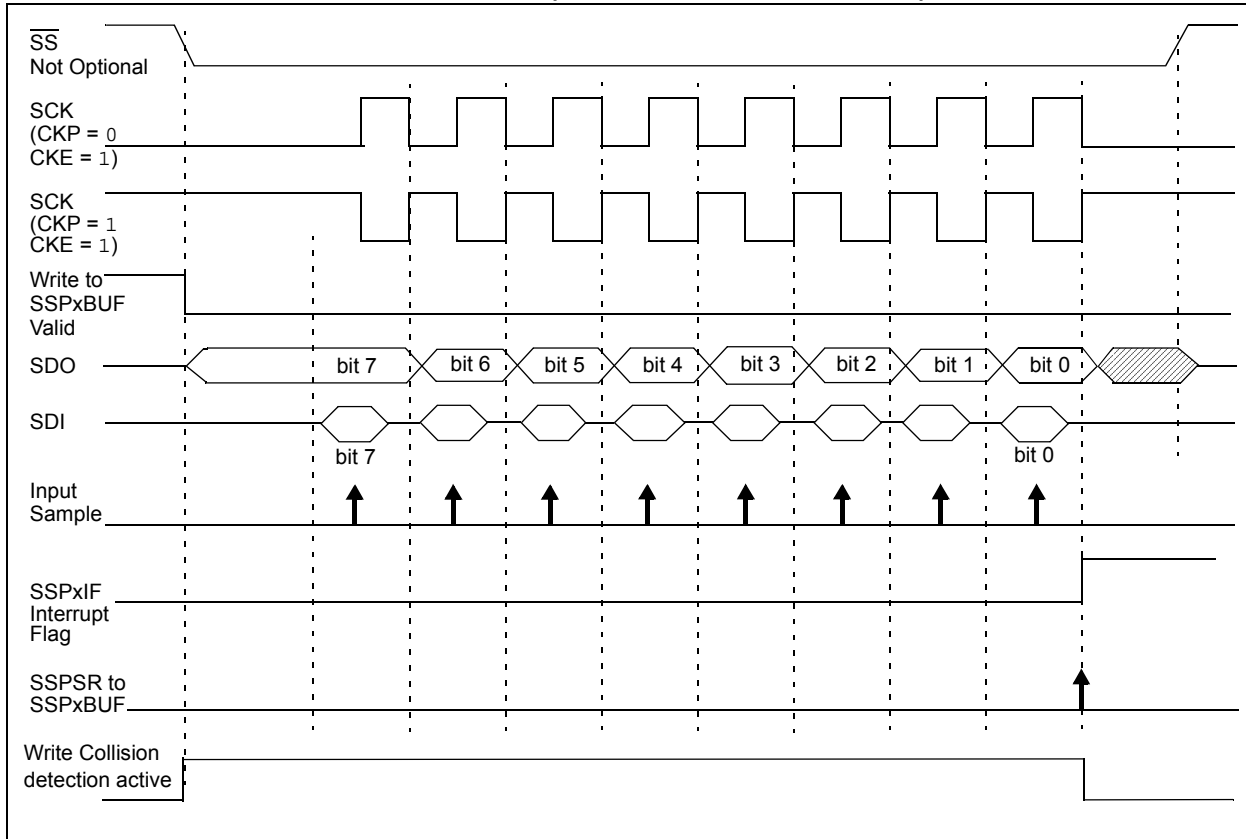 SS
Not Optional
SCK
(CKP = 0
CKE = 1)
SCK
(CKP = 1
CKE = 1)
Write to
SSPxBUF
Valid
SDO
bit 7
bit 6
bit 5
bit 4
bit 3
bit 2
bit 1
bit 0
SDI
bit 7
bit 0
Input
Sample
SSPxIF
Interrupt
Flag
SSPSR to
SSPxBUF
Write Collision
detection active